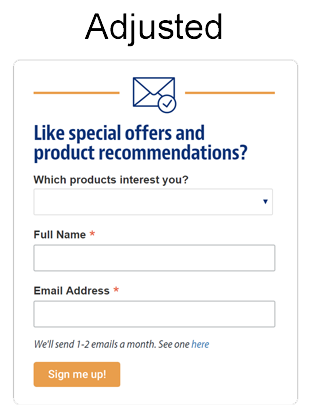 Adjusted
Like special offers and
product recommendations?
Which products interest you?
Full Name *
Email Address *
We'll send 1-2 emails a month. See one here
Sign me up!